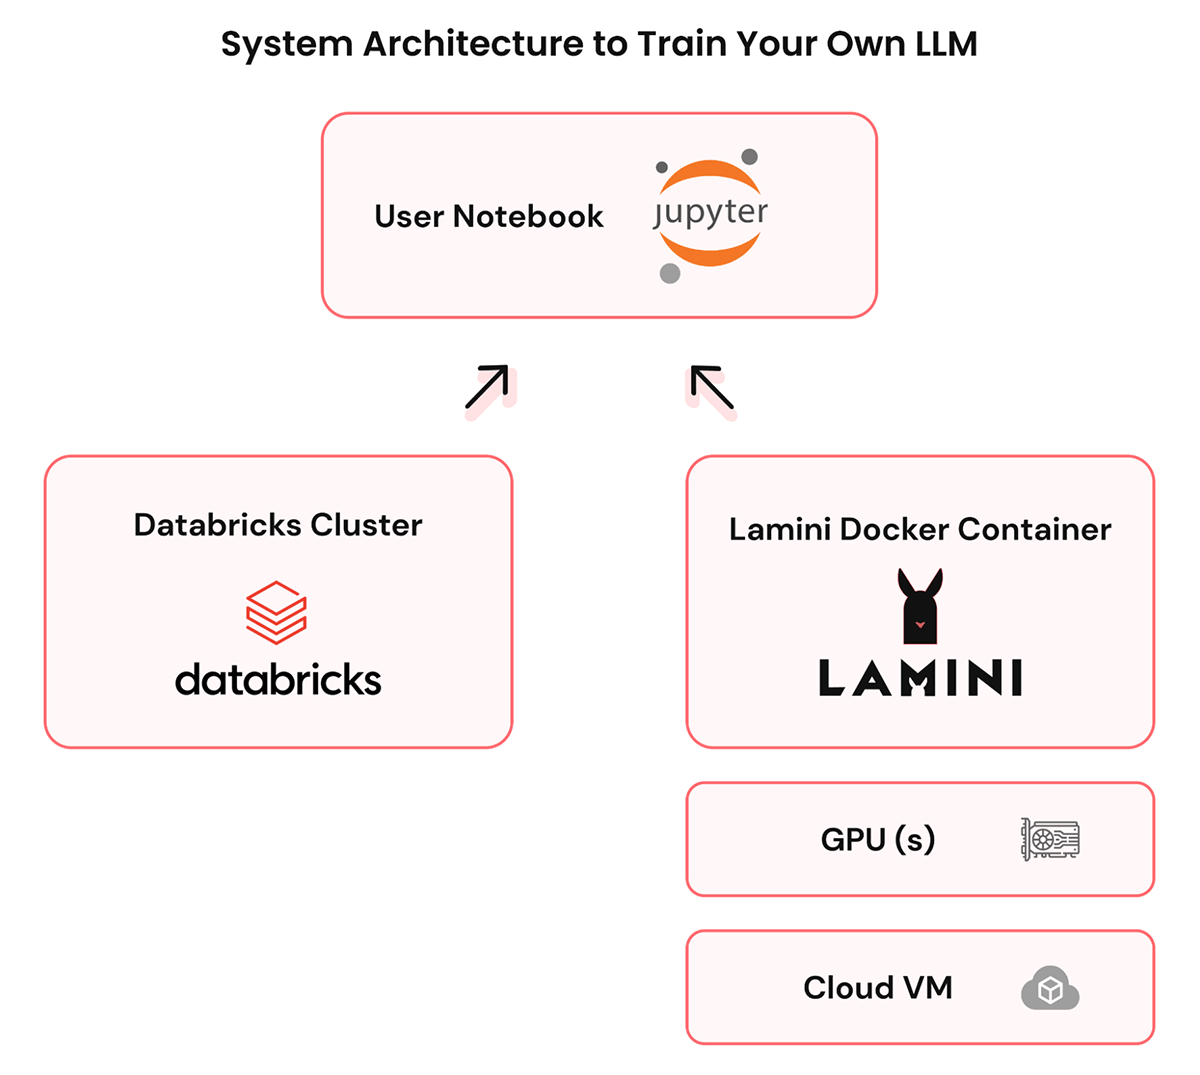 System Architecture to Train Your Own LLM
User Notebook
jupyter
Databricks Cluster
databricks
Lamini Docker Container
LAMINI
GPU (s)
Cloud VM